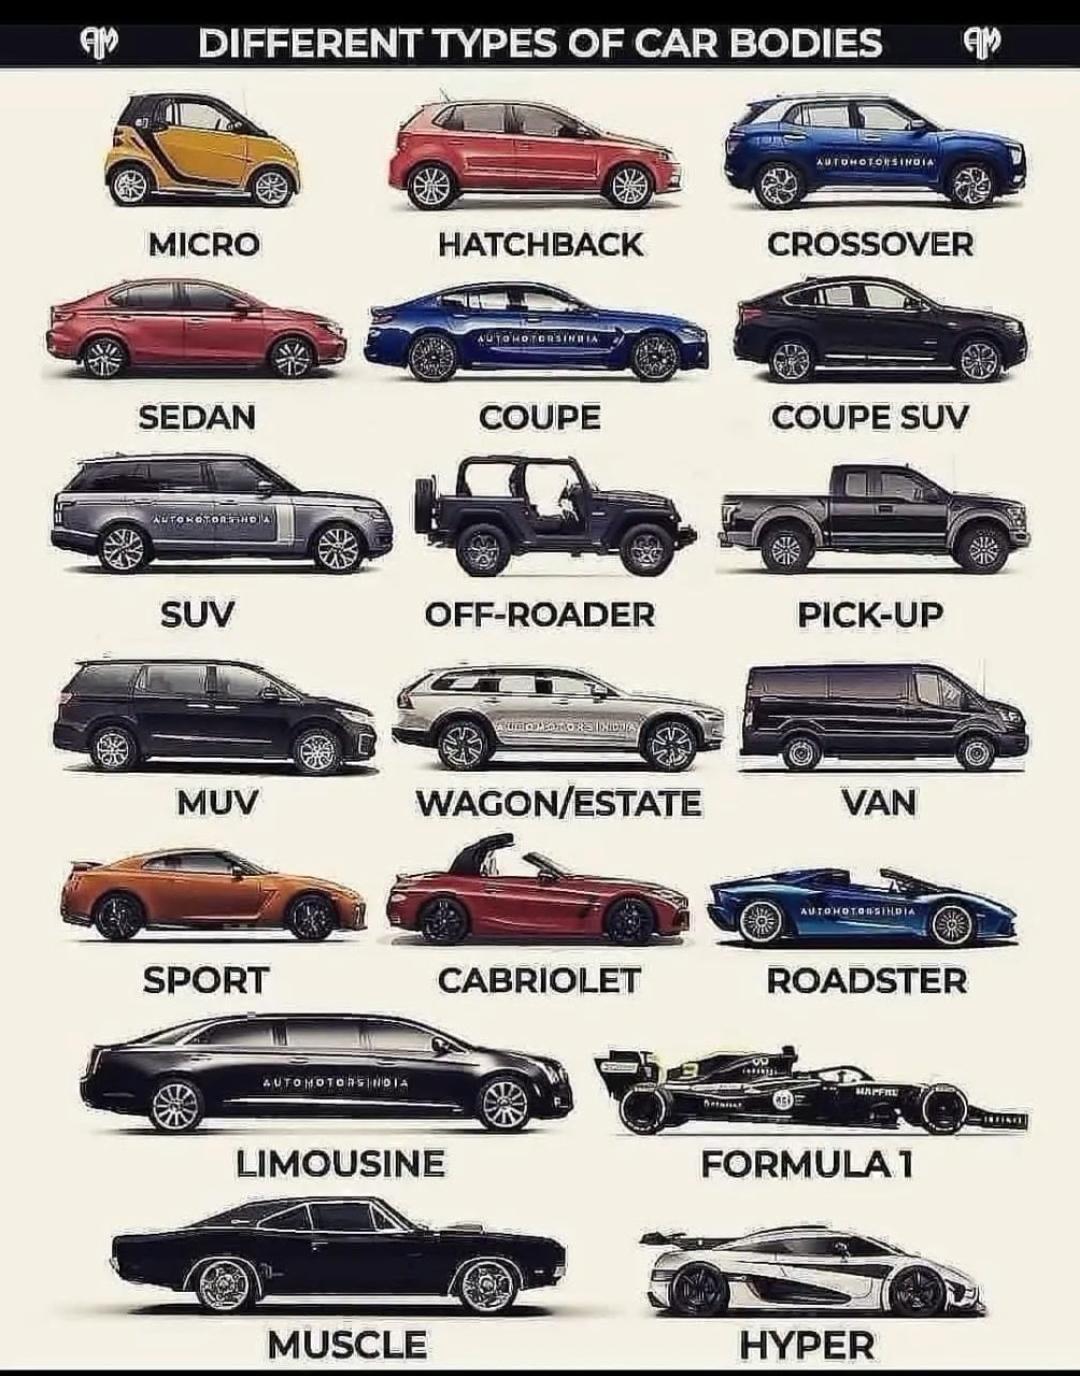 AM DIFFERENT TYPES OF CAR BODIES AM
AUTOMOTORSINDIA
MICRO HATCHBACK CROSSOVER
AUTOMOTORSINDIA
SEDAN COUPE COUPE SUV
AUTOMOTORSINDIA
SUV OFF-ROADER PICK-UP
AUTOMOTORSINDIA
MUV WAGON/ESTATE VAN
AUTOMOTORSINDIA
SPORT CABRIOLET ROADSTER
AUTOMOTORSINDIA
MAPFRE
LIMOUSINE FORMULA 1
MUSCLE HYPER